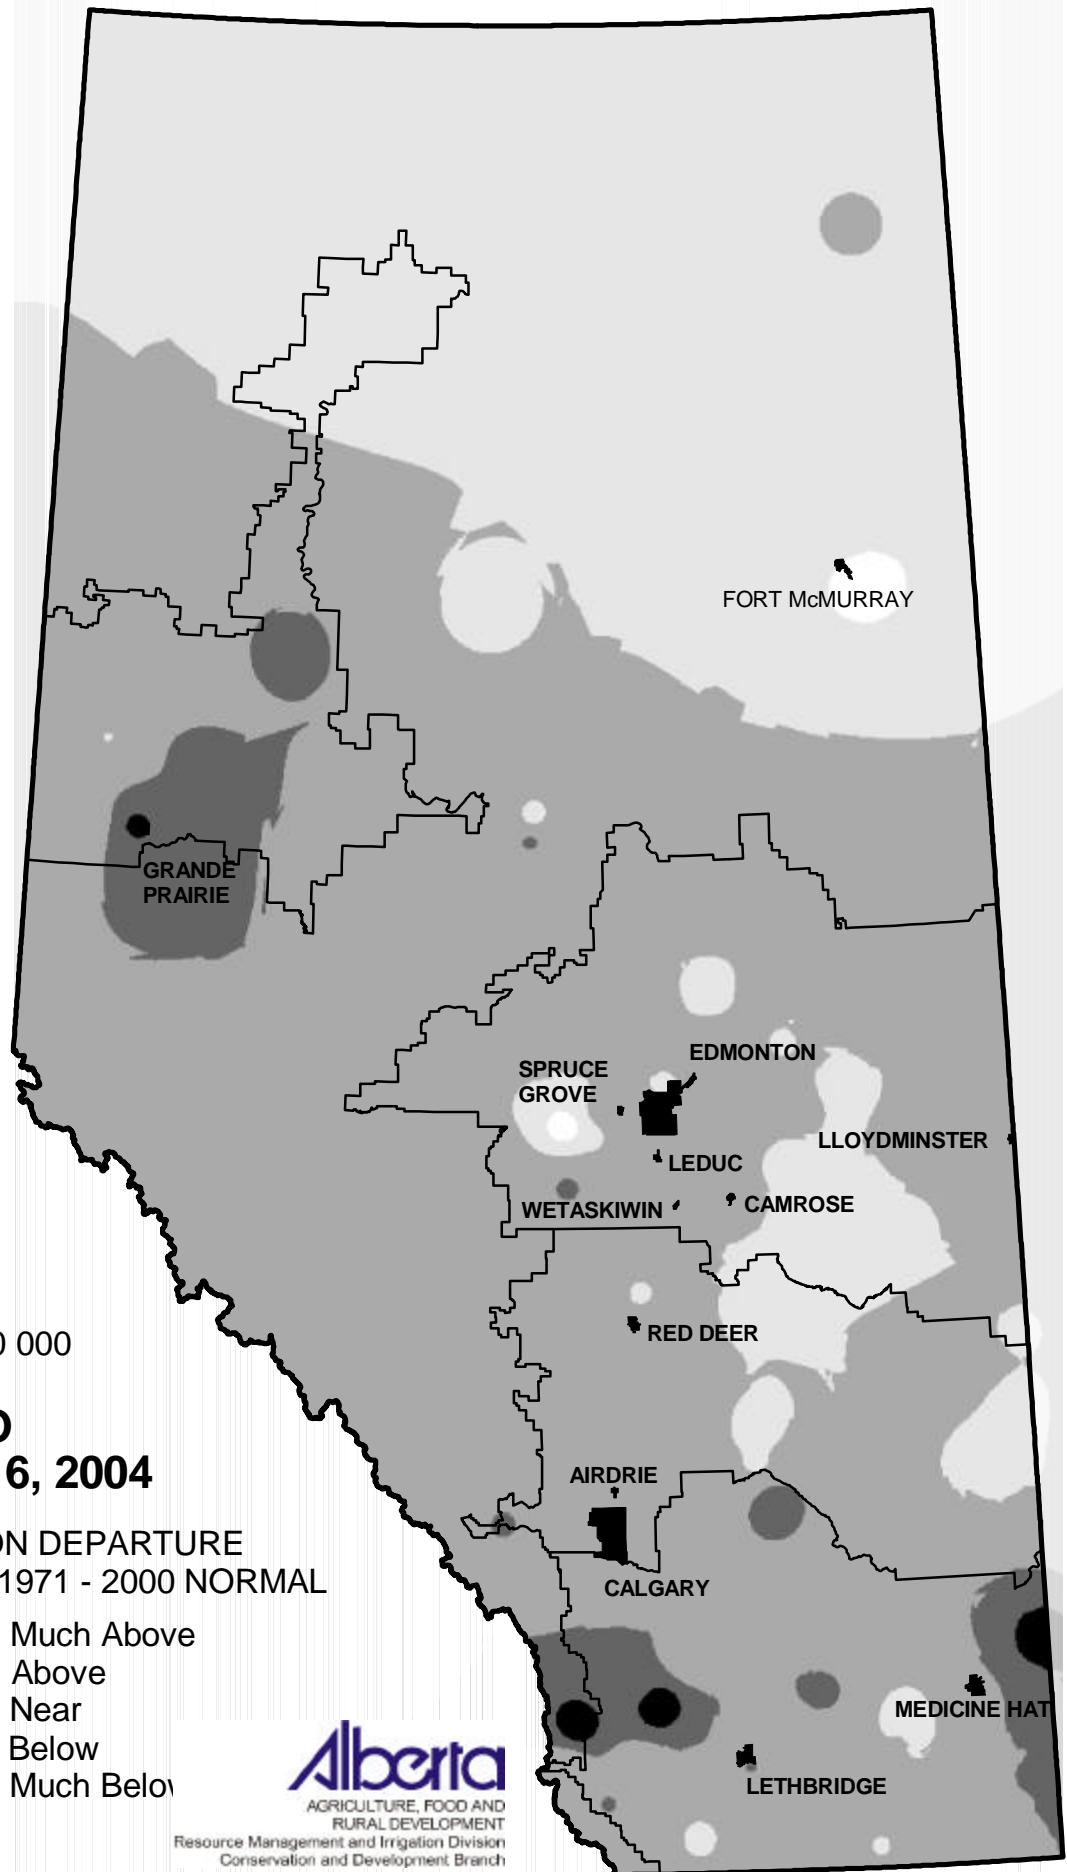 FORT McMURRAY
GRANDE
PRAIRIE
EDMONTON
SPRUCE
GROVE
LLOYDMINSTER
LEDUC
WETASKIWIN
CAMROSE
RED DEER
0 000
6, 2004
AIRDRIE
ON DEPARTURE
1971 - 2000 NORMAL
CALGARY
Much Above
Above
Near
Below
Much Below
MEDICINE HAT
LETHBRIDGE
Alberta
AGRICULTURE, FOOD AND
RURAL DEVELOPMENT
Resource Management and Irrigation Division
Conservation and Development Branch